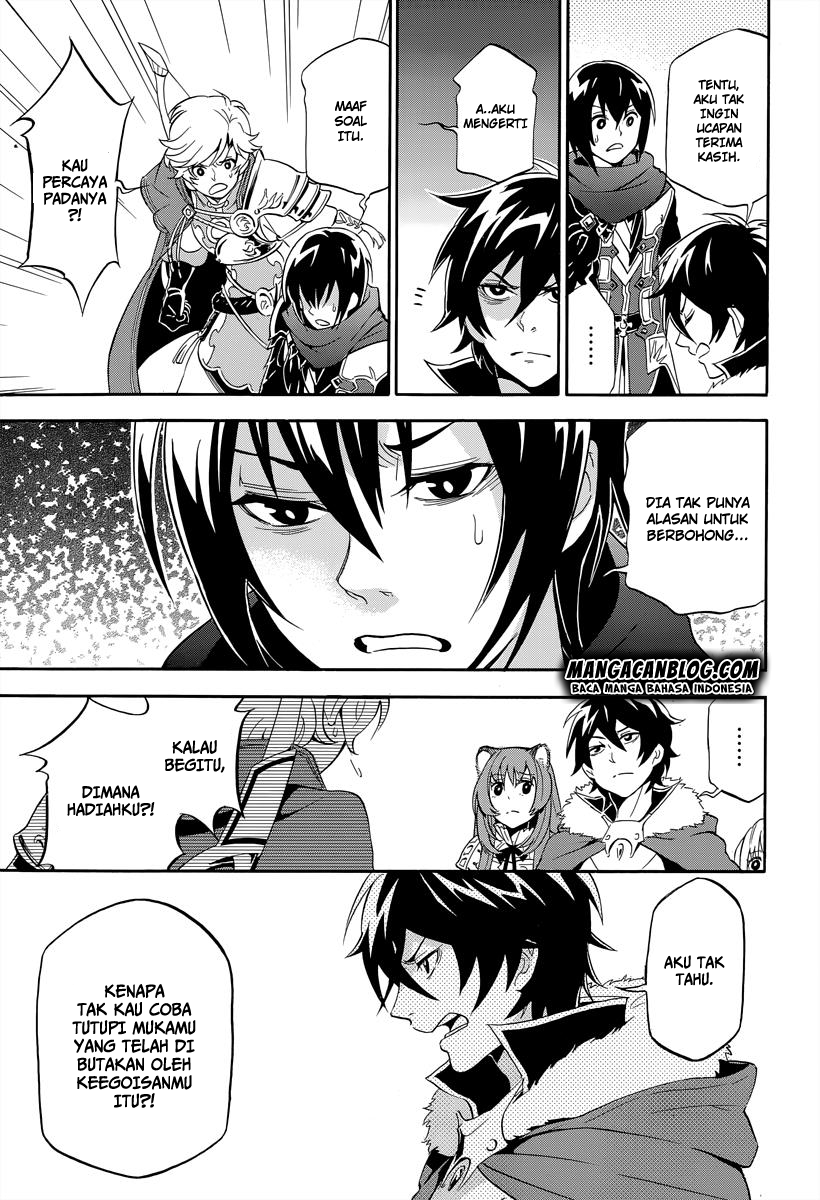 TENTU,
AKU TAK
INGIN
UCAPAN
TERIMA
KASIH.
......
A..AKU
MENGERTI
MAAF
SOAL
ITU.
KAU
PERCAYA
PADANYA
?!
DIA TAK PUNYA
ALASAN UNTUK
BERBOHONG...
MANGACANBLOG.COM
BACA MANGA BAHASA INDONESIA
......
KALAU
BEGITU,
DIMANA
HADIAHKU?!
AKU TAK
TAHU.
KENAPA
TAK KAU COBA
TUTUPI MUKAMU
YANG TELAH DI
BUTAKAN OLEH
KEEGOISANMU
ITU?!